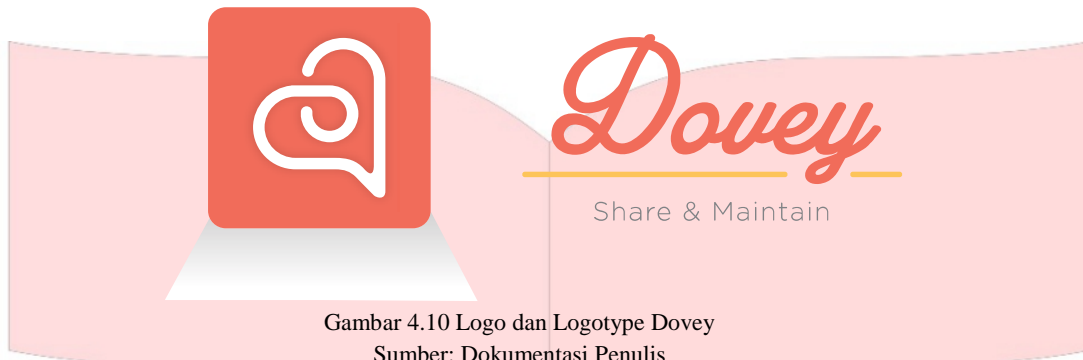 Dovey
Share & Maintain
Gambar 4.10 Logo dan Logotype Dovey
Sumber: Dokumentasi Penulis